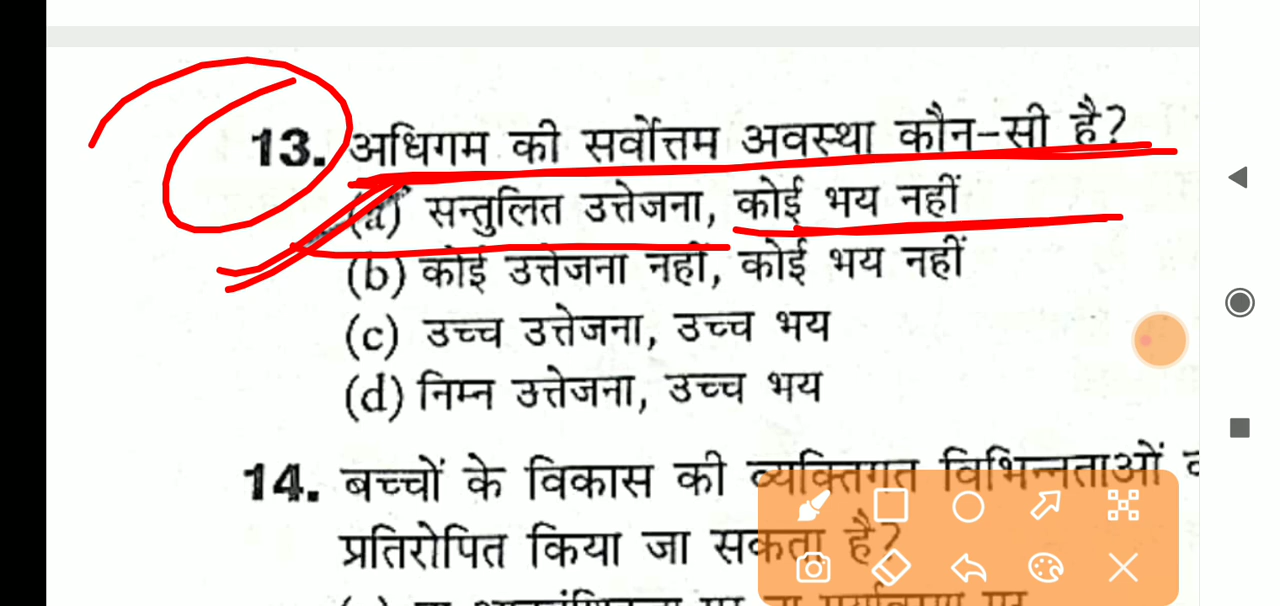 13. अधिगम की सर्वोत्तम अवस्था कौन-सी है?
(a) सन्तुलित उत्तेजना, कोई भय नहीं
(b) कोई उत्तेजना नहीं, कोई भय नहीं
(c) उच्च उत्तेजना, उच्च भय
(d) निम्न उत्तेजना, उच्च भय
14. बच्चों के विकास की व्यक्तिगत विभिन्नताओं
प्रतिरोपित किया जा सकता है?